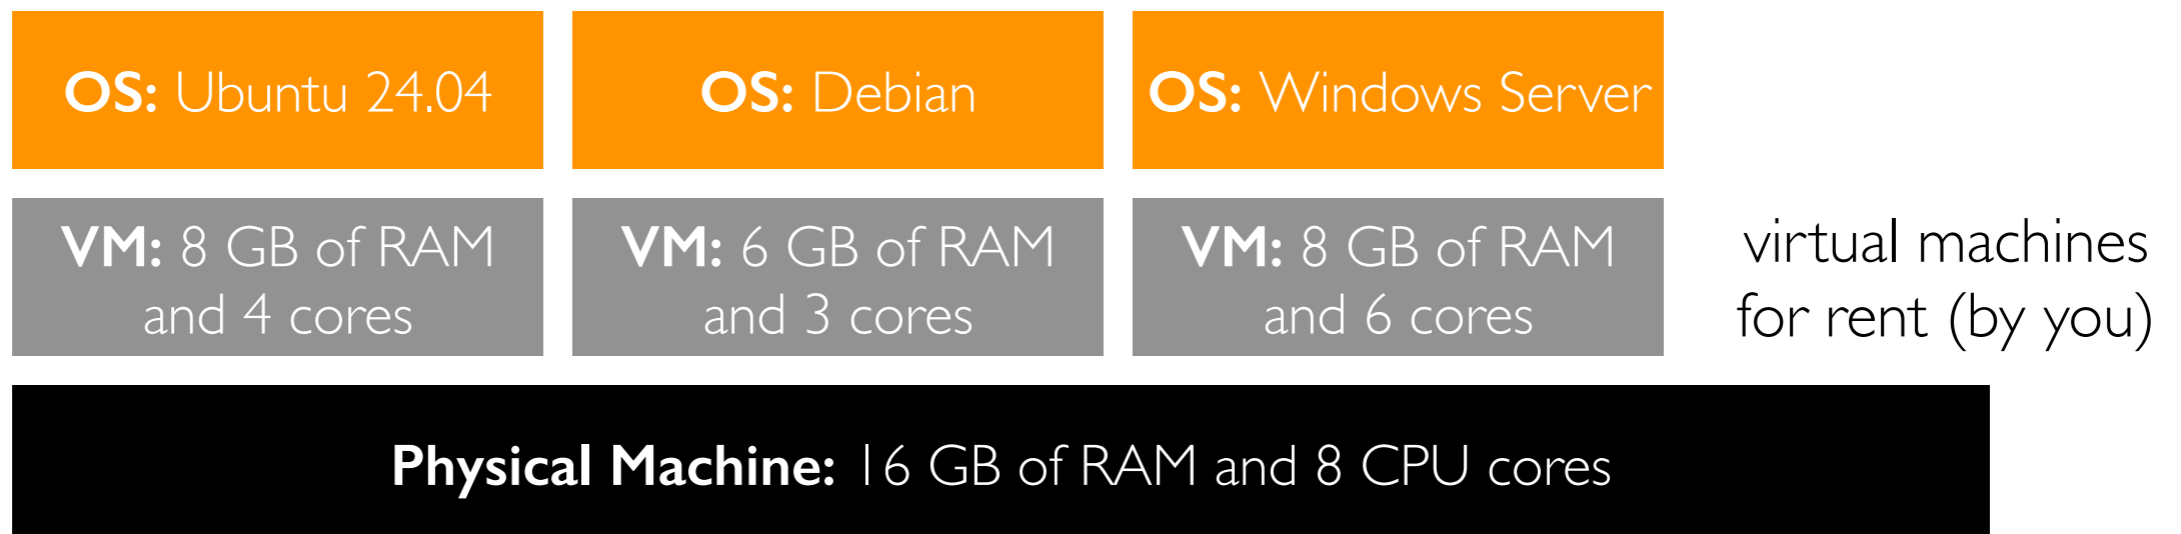 OS: Ubuntu 24.04
OS: Debian
OS: Windows Server
VM: 8 GB of RAM
and 4 cores
VM: 6 GB of RAM
and 3 cores
VM: 8 GB of RAM
and 6 cores
virtual machines
for rent (by you)
Physical Machine: 16 GB of RAM and 8 CPU cores